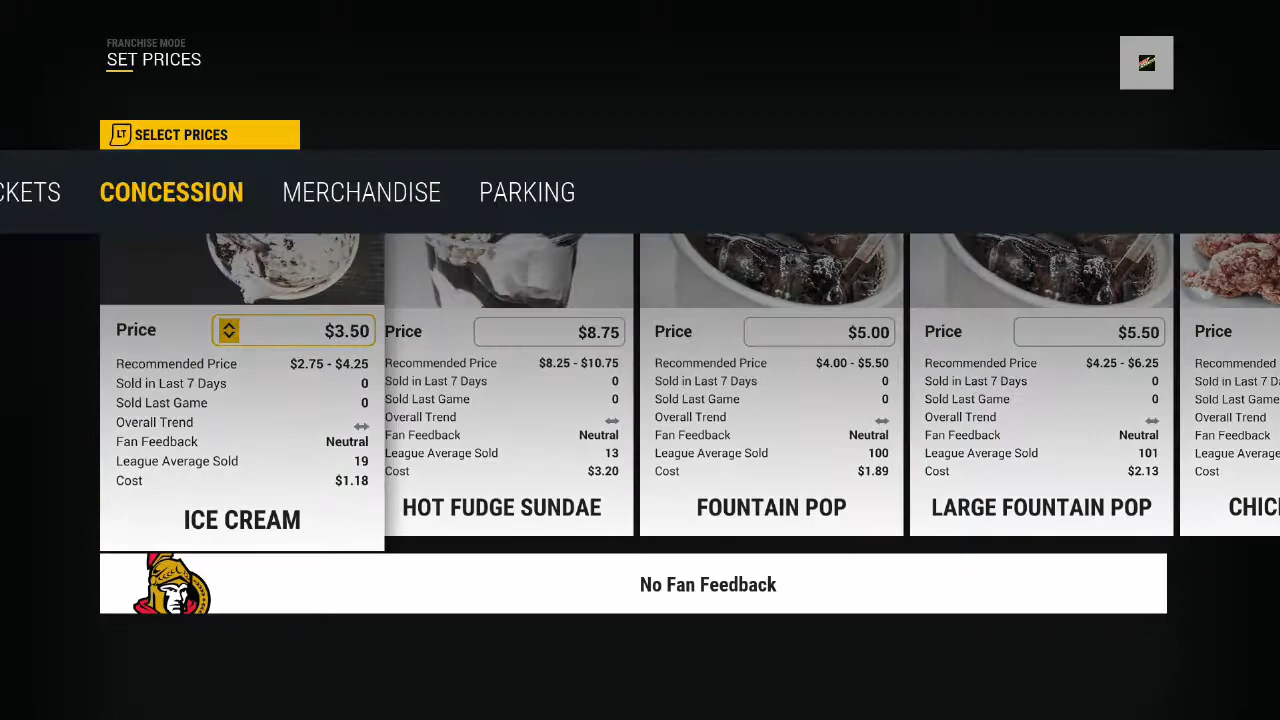 FRANCHISE MODE
SET PRICES
LT SELECT PRICES
CKETS CONCESSION MERCHANDISE PARKING
Price $3.50
Recommended Price $2.75 - $4.25
Sold in Last 7 Days 0
Sold Last Game 0
Overall Trend
Fan Feedback Neutral
League Average Sold 19
Cost $1.18
ICE CREAM
Price $8.75
Recommended Price $8.25 - $10.75
Sold in Last 7 Days 0
Sold Last Game 0
Overall Trend
Fan Feedback Neutral
League Average Sold 13
Cost $3.20
HOT FUDGE SUNDAE
Price $5.00
Recommended Price $4.00 - $5.50
Sold in Last 7 Days 0
Sold Last Game 0
Overall Trend
Fan Feedback Neutral
League Average Sold 100
Cost $1.89
FOUNTAIN POP
Price $5.50
Recommended Price $4.25 - $6.25
Sold in Last 7 Days 0
Sold Last Game 0
Overall Trend
Fan Feedback Neutral
League Average Sold 101
Cost $2.13
LARGE FOUNTAIN POP
Price
Recommended P
Sold in Last 7 D
Sold Last Game
Overall Trend
Fan Feedback
League Average
Cost
CHIC
No Fan Feedback